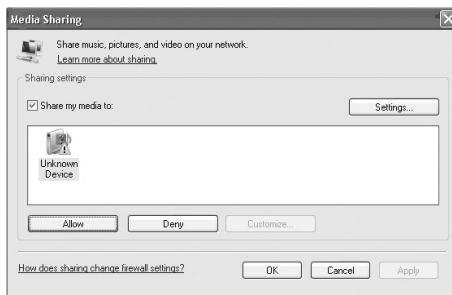 Media Sharing
Share music, pictures, and video on your network.
Learn more about sharing.
Sharing settings
Share my media to:
Settings...
Unknown
Device
Allow
Deny
Customize...
How does sharing change firewall settings?
OK
Cancel
Apply